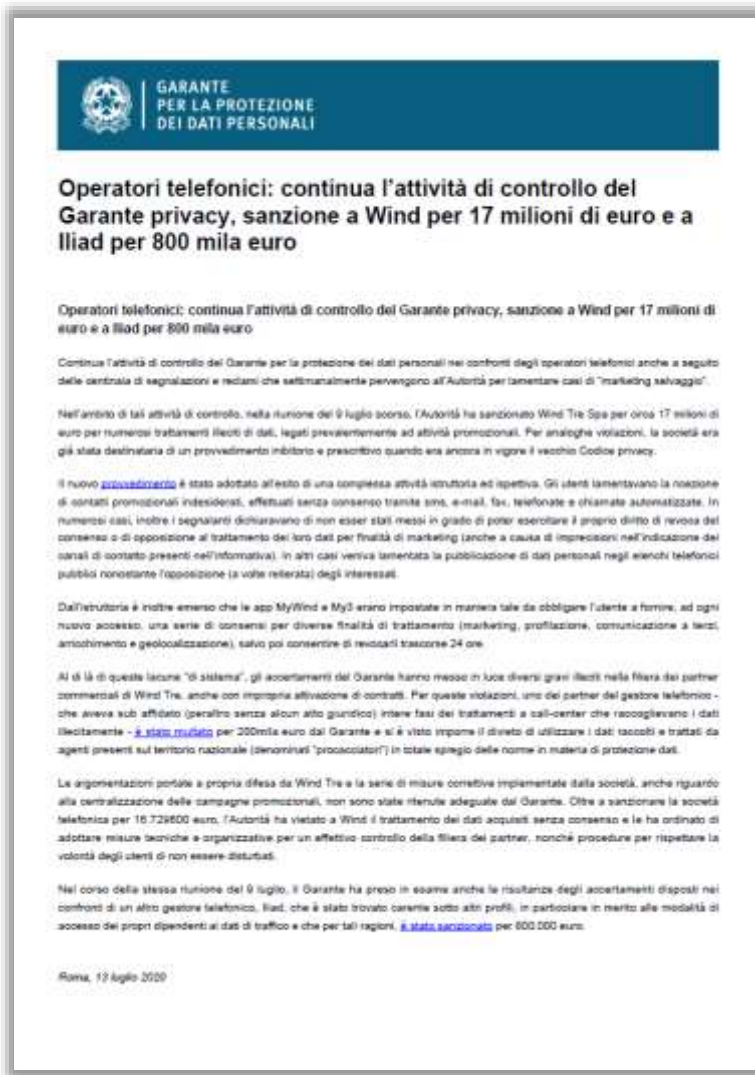 GARANTE
PER LA PROTEZIONE
DEI DATI PERSONALI
Operatori telefonici: continua l'attività di controllo del
Garante privacy, sanzione a Wind per 17 milioni di euro e a
Iliad per 800 mila euro
Operatori telefonici: continua l'attività di controllo del Garante privacy, sanzione a Wind per 17 milioni di
euro e a Iliad per 800 mila euro
Continua l'attività di controllo del Garante per la protezione dei dati personali nei confronti degli operatori telefonici anche a seguito
delle centinaia di segnalazioni e reclami che settimanalmente pervengono all'Autorità per lamentare casi di "marketing selvaggio".
Nell'ambito di tali attività di controllo, nella riunione del 9 luglio scorso, l'Autorità ha sanzionato Wind Tre Spa per circa 17 milioni di
euro per numerosi trattamenti illeciti di dati, legati prevalentemente ad attività promozionali. Per analoghe violazioni, la società era
già stata destinataria di un provvedimento inibitorio e prescrittivo quando era ancora in vigore il vecchio Codice privacy.
Il nuovo provvedimento è stato adottato all'esito di una complessa attività istruttoria ed ispettiva. Gli utenti lamentavano la ricezione
di contatti promozionali indesiderati, effettuati senza consenso tramite sms, e-mail, fax, telefonate e chiamate automatizzate. In
numerosi casi, inoltre i segnalanti dichiaravano di non esser stati messi in grado di poter esercitare il proprio diritto di revoca del
consenso o di opposizione al trattamento dei loro dati per finalità di marketing (anche a causa di imprecisioni nell'indicazione dei
canali di contatto presenti nell'informativa). In altri casi veniva lamentata la pubblicazione di dati personali negli elenchi telefonici
pubblici nonostante l'opposizione (a volte reiterata) degli interessati.
Dall'istruttoria è inoltre emerso che le app MyWind e My3 erano impostate in maniera tale da obbligare l'utente a fornire, ad ogni
nuovo accesso, una serie di consensi per diverse finalità di trattamento (marketing, profilazione, comunicazione a terzi,
arricchimento e geolocalizzazione), salvo poi consentire di revocarli trascorse 24 ore.
Al di là di queste lacune "di sistema", gli accertamenti del Garante hanno messo in luce diversi gravi illeciti nella filiera dei partner
commerciali di Wind Tre, anche con impropria attivazione di contratti. Per queste violazioni, uno dei partner del gestore telefonico -
che aveva sub affidato (peraltro senza alcun atto giuridico) intere fasi dei trattamenti a call-center che raccoglievano i dati
illecitamente - è stato multato per 200mila euro dal Garante e si è visto imporre il divieto di utilizzare i dati raccolti e trattati da
agenti presenti sul territorio nazionale (denominati "procacciatori") in totale spregio delle norme in materia di protezione dati.
Le argomentazioni portate a propria difesa da Wind Tre e la serie di misure correttive implementate dalla società, anche riguardo
alla centralizzazione delle campagne promozionali, non sono state ritenute adeguate dal Garante. Oltre a sanzionare la società
telefonica per 16.729600 euro, l'Autorità ha vietato a Wind il trattamento dei dati acquisiti senza consenso e le ha ordinato di
adottare misure tecniche e organizzative per un effettivo controllo della filiera dei partner, nonché procedure per rispettare la
volontà degli utenti di non essere disturbati.
Nel corso della stessa riunione del 9 luglio, il Garante ha preso in esame anche le risultanze degli accertamenti disposti nei
confronti di un altro gestore telefonico, Iliad, che è stato trovato carente sotto altri profili, in particolare in merito alle modalità di
accesso dei propri dipendenti ai dati di traffico e che per tali ragioni, è stato sanzionato per 800.000 euro.
Roma, 13 luglio 2020